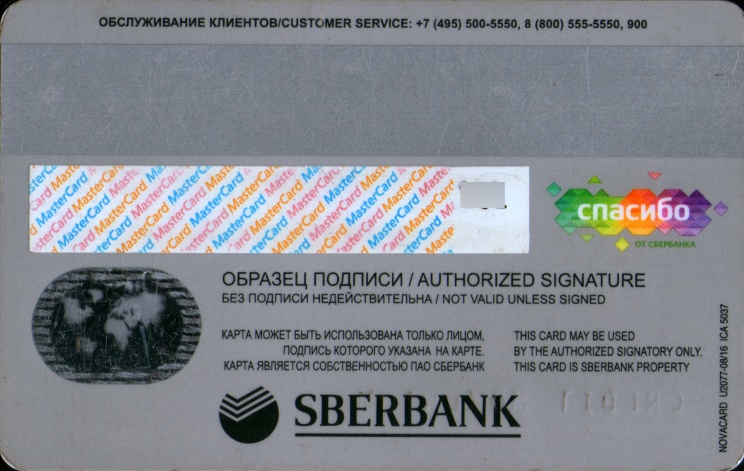 ОБСЛУЖИВАНИЕ КЛИЕНТОВ/CUSTOMER SERVICE: +7 (495) 500-5550, 8 (800) 555-5550, 900
MasterCard MasterCard MasterCard
спасибо
ОТ СБЕРБАНКА
ОБРАЗЕЦ ПОДПИСИ / AUTHORIZED SIGNATURE
БЕЗ ПОДПИСИ НЕДЕЙСТВИТЕЛЬНА / NOT VALID UNLESS SIGNED
КАРТА МОЖЕТ БЫТЬ ИСПОЛЬЗОВАНА ТОЛЬКО ЛИЦОМ,
ПОДПИСЬ КОТОРОГО УКАЗАНА НА КАРТЕ.
КАРТА ЯВЛЯЕТСЯ СОБСТВЕННОСТЬЮ ПАО СБЕРБАНК
THIS CARD MAY BE USED
BY THE AUTHORIZED SIGNATORY ONLY.
THIS CARD IS SBERBANK PROPERTY
SBERBANK
NOVACARD U2077-08/16 ICA 5037